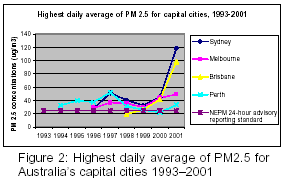 Highest daily average of PM 2.5 for capital cities, 1993-2001
PM 2.5 concentrations (ug/m3)
140
120
100
80
60
40
20
0
1993 1994 1995 1996 1997 1998 1999 2000 2001
Sydney
Melbourne
Brisbane
Perth
NEPM 24-hour advisory
reporting standard
Figure 2: Highest daily average of PM2.5 for
Australia's capital cities 1993–2001